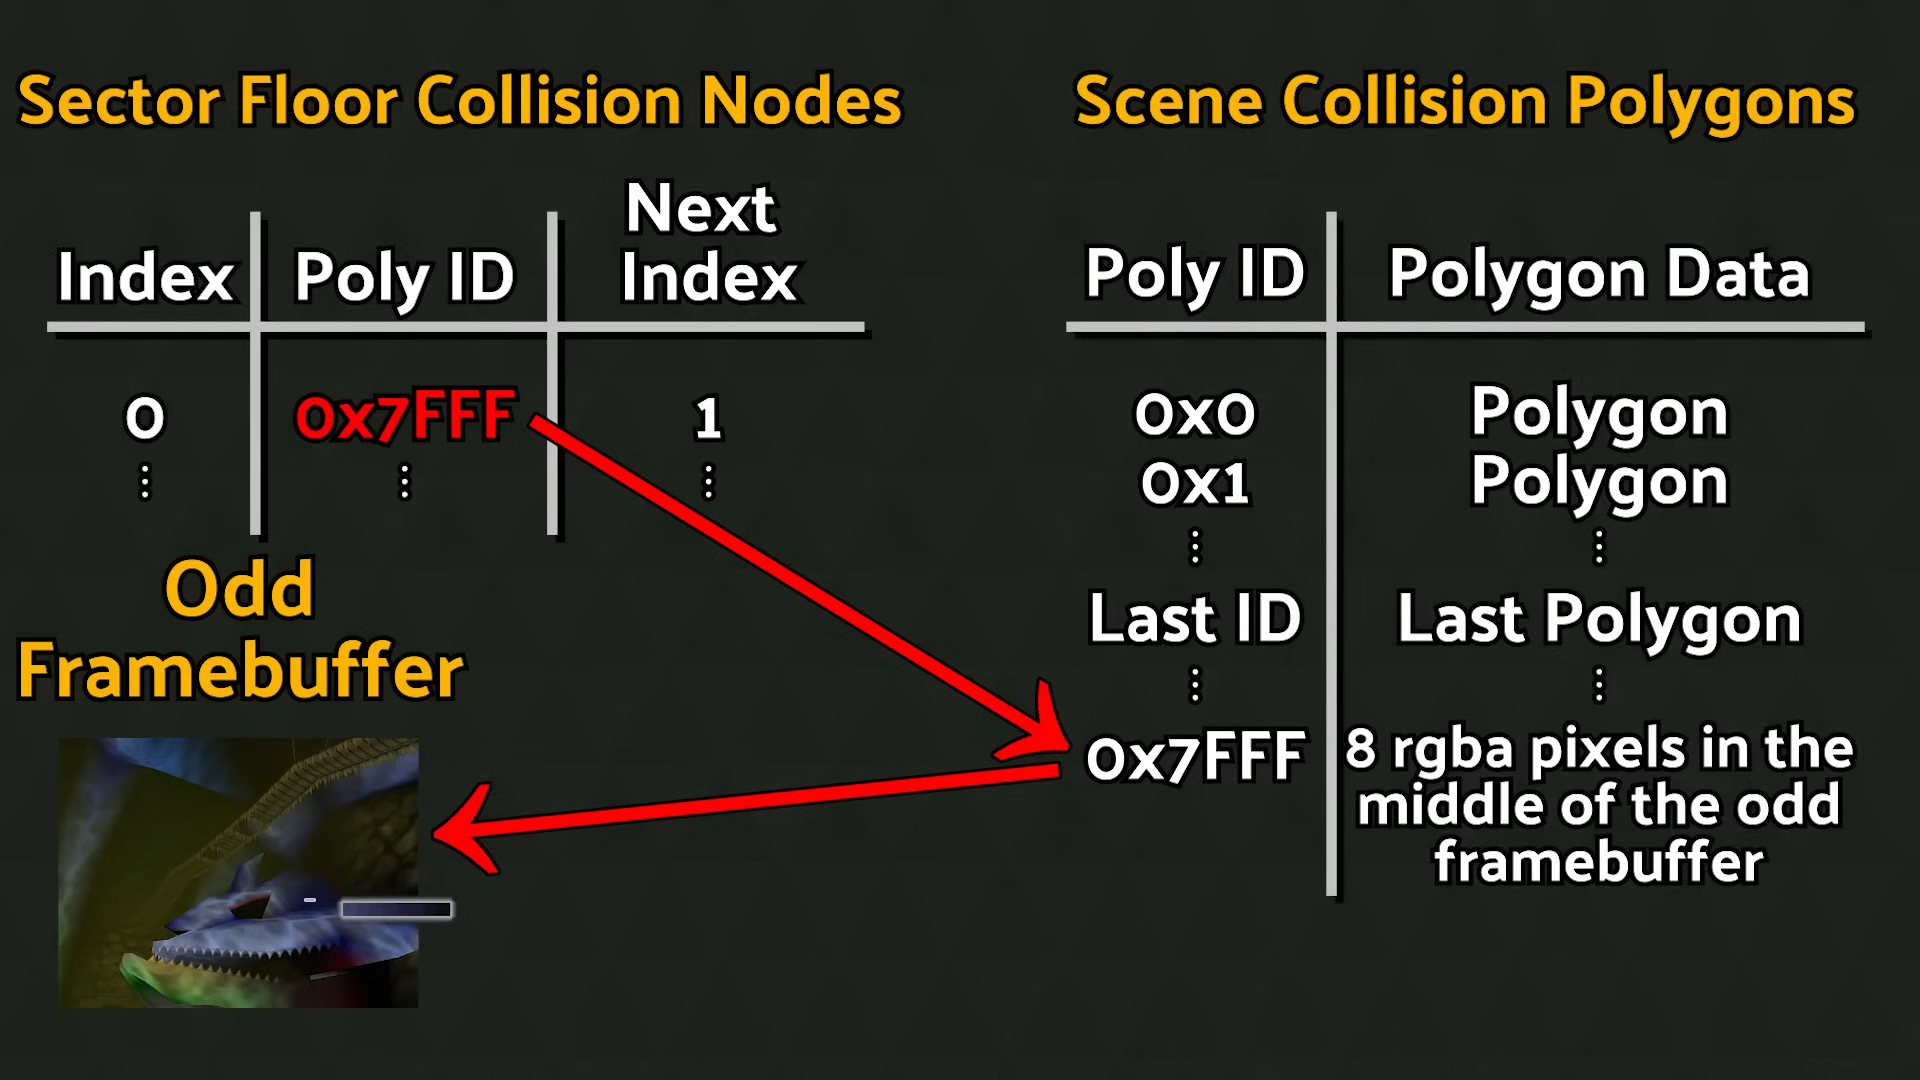 Sector Floor Collision Nodes
Index Poly ID Next Index
0 0x7FFF 1
Odd
Framebuffer
Scene Collision Polygons
Poly ID Polygon Data
0x0 Polygon
0x1 Polygon
Last ID Last Polygon
0x7FFF 8 rgba pixels in the
middle of the odd
framebuffer